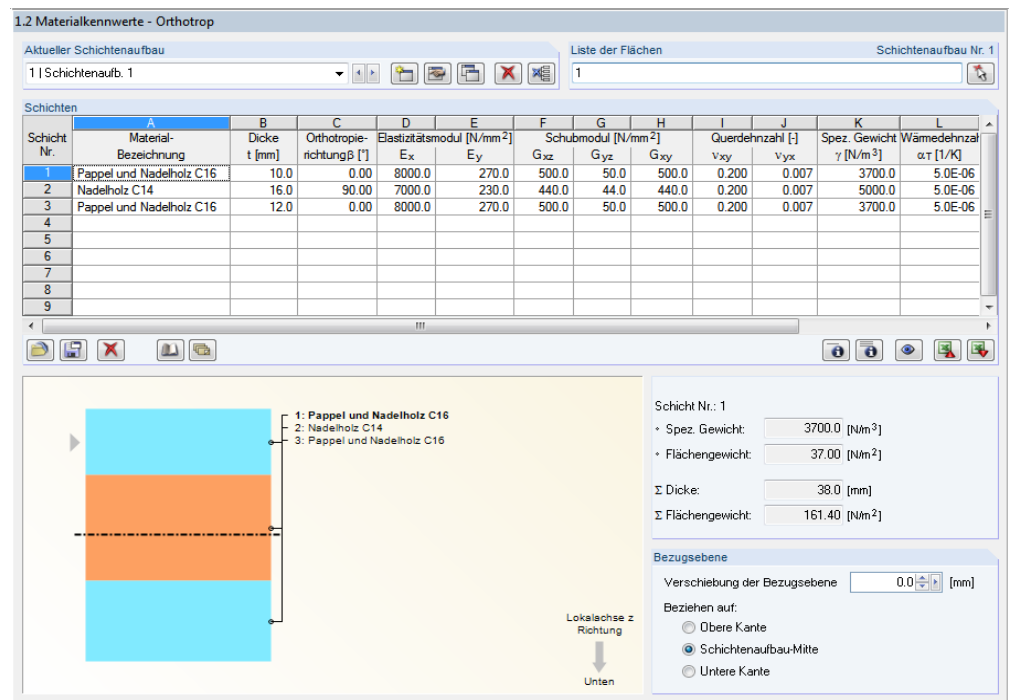 1.2 Materialkennwerte - Orthotrop
Aktueller Schichtenaufbau
Liste der Flächen
Schichtenaufbau Nr. 1
1 | Schichtenaufb. 1
1
Schichten
A B C D E F G H I J K L
Schicht Material- Dicke Orthotropie- Elastizitätsmodul [N/mm²] Schubmodul [N/mm²] Querdehnzahl [-] Spez. Gewicht Wärmedehnzahl
Nr. Bezeichnung t [mm] richtungβ [°] Ex Ey Gxz Gyz Gxy νxy νyx γ [N/m³] αT [1/K]
1 Pappel und Nadelholz C16 10.0 0.00 8000.0 270.0 500.0 50.0 500.0 0.200 0.007 3700.0 5.0E-06
2 Nadelholz C14 16.0 90.00 7000.0 230.0 440.0 44.0 440.0 0.200 0.007 5000.0 5.0E-06
3 Pappel und Nadelholz C16 12.0 0.00 8000.0 270.0 500.0 50.0 500.0 0.200 0.007 3700.0 5.0E-06
4
5
6
7
8
9
1: Pappel und Nadelholz C16
2: Nadelholz C14
3: Pappel und Nadelholz C16
Lokalachse z
Richtung
Unten
Schicht Nr.: 1
Spez. Gewicht: 3700.0 [N/m³]
Flächengewicht: 37.00 [N/m²]
Σ Dicke: 38.0 [mm]
Σ Flächengewicht: 161.40 [N/m²]
Bezugsebene
Verschiebung der Bezugsebene 0.0 [mm]
Beziehen auf:
Obere Kante
Schichtenaufbau-Mitte
Untere Kante